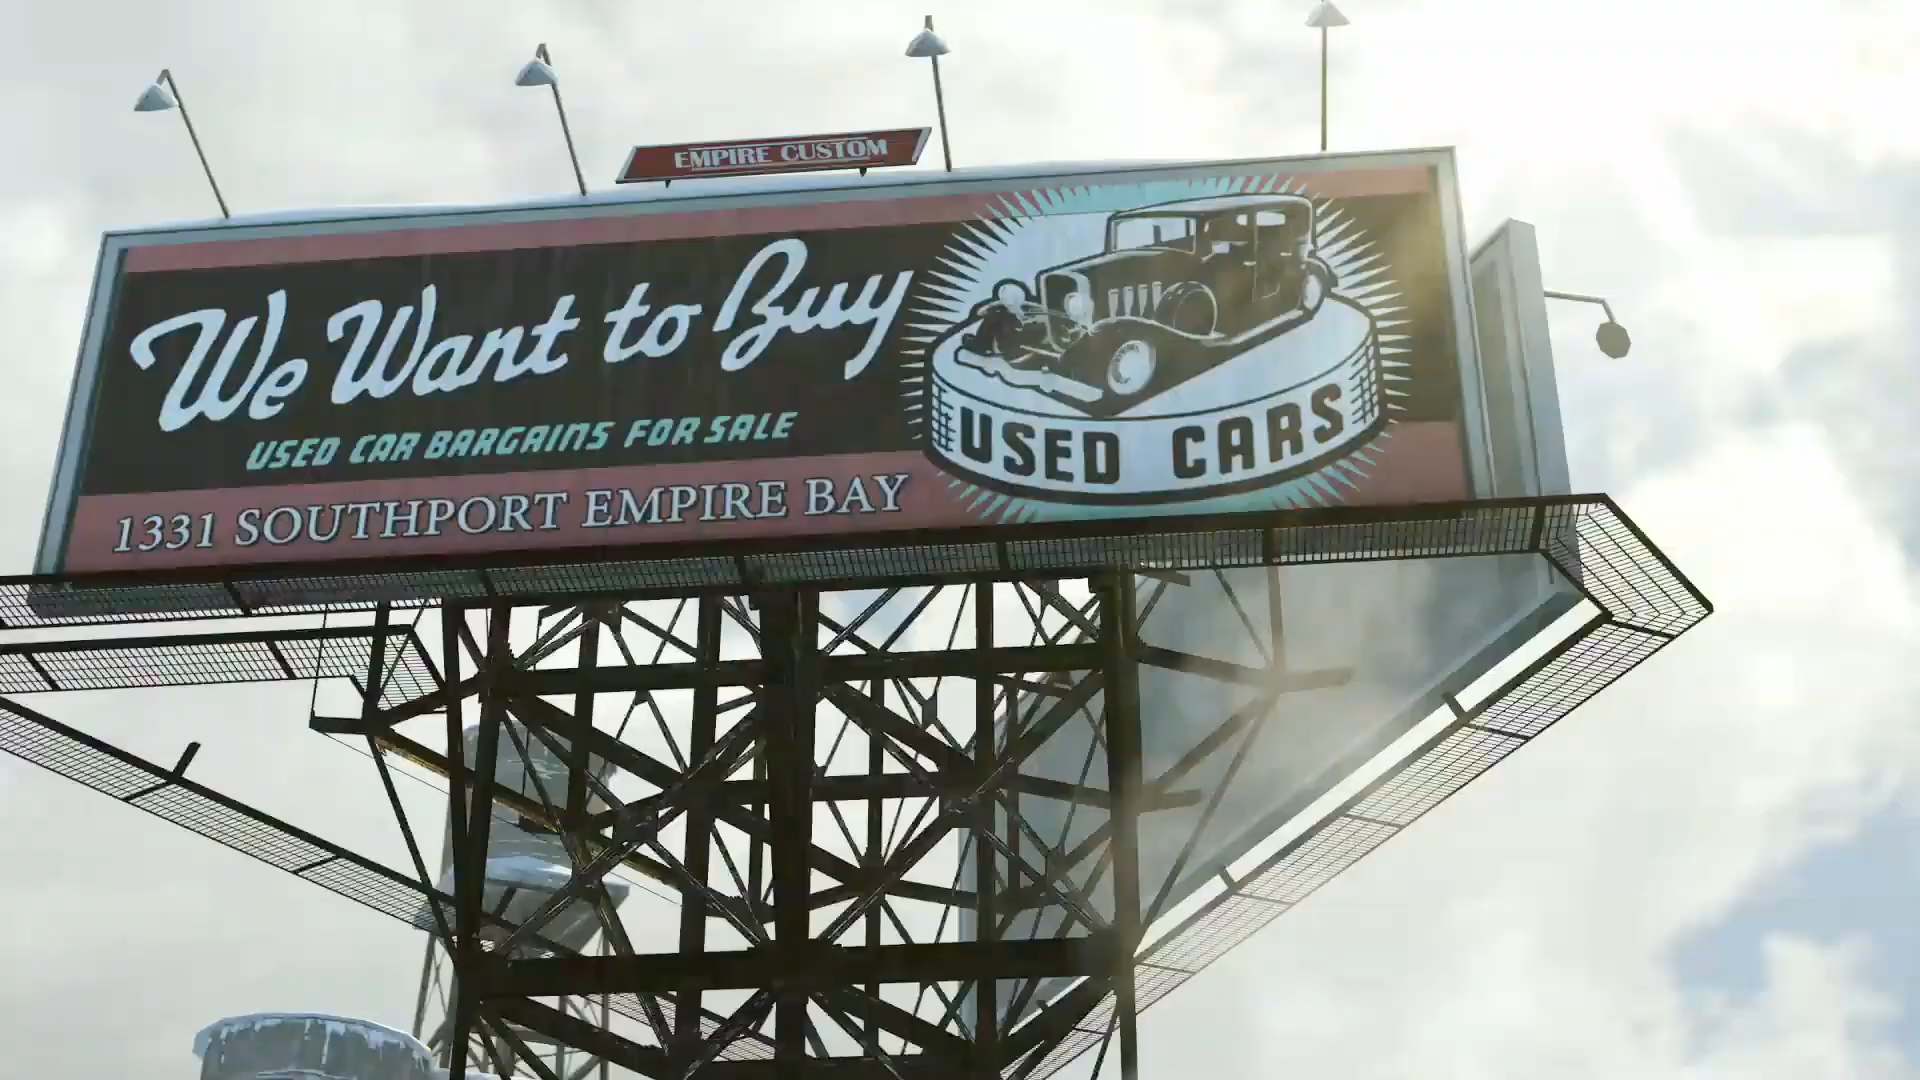 EMPIRE CUSTOM
We Want to Buy
USED CAR BARGAINS FOR SALE
1331 SOUTHPORT EMPIRE BAY
USED CARS